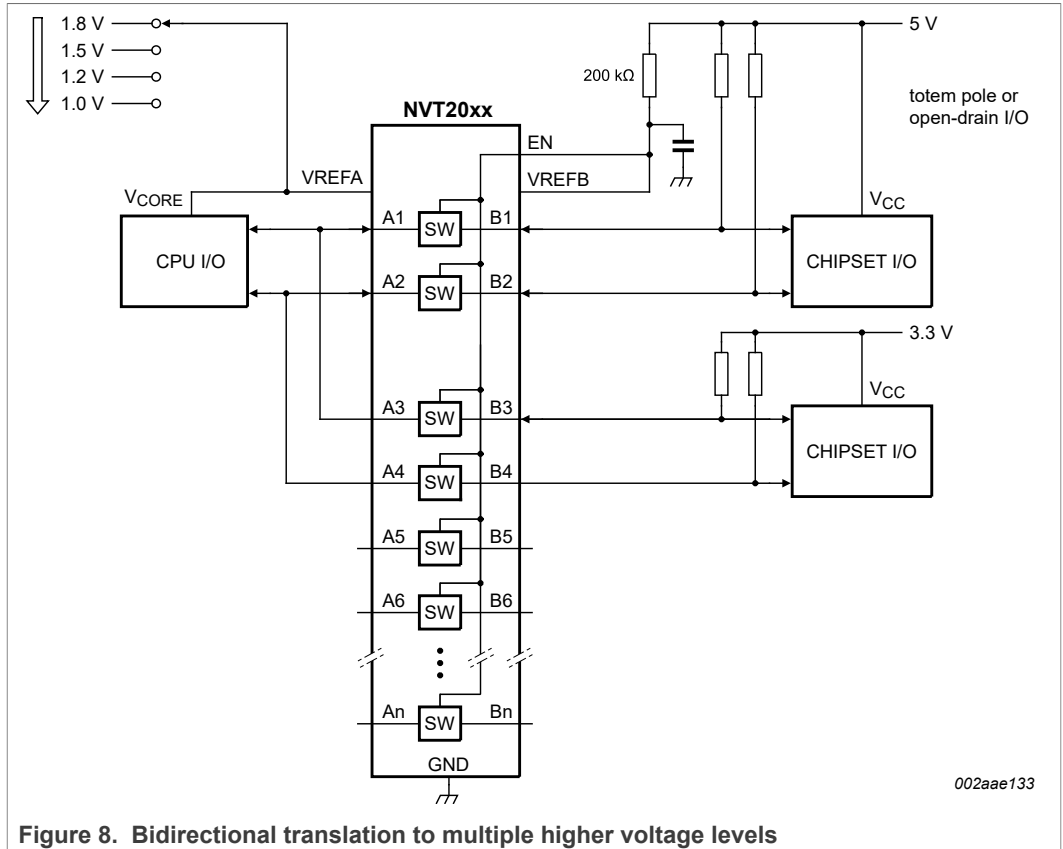 1.8 V
1.5 V
1.2 V
1.0 V
5 V
200 kΩ
totem pole or
open-drain I/O
NVT20xx
EN
VREFA
VREFB
VCORE
VCC
A1
SW
B1
CPU I/O
CHIPSET I/O
A2
SW
B2
3.3 V
VCC
A3
SW
B3
CHIPSET I/O
A4
SW
B4
A5
SW
B5
A6
SW
B6
An
SW
Bn
GND
002aae133
Figure 8. Bidirectional translation to multiple higher voltage levels